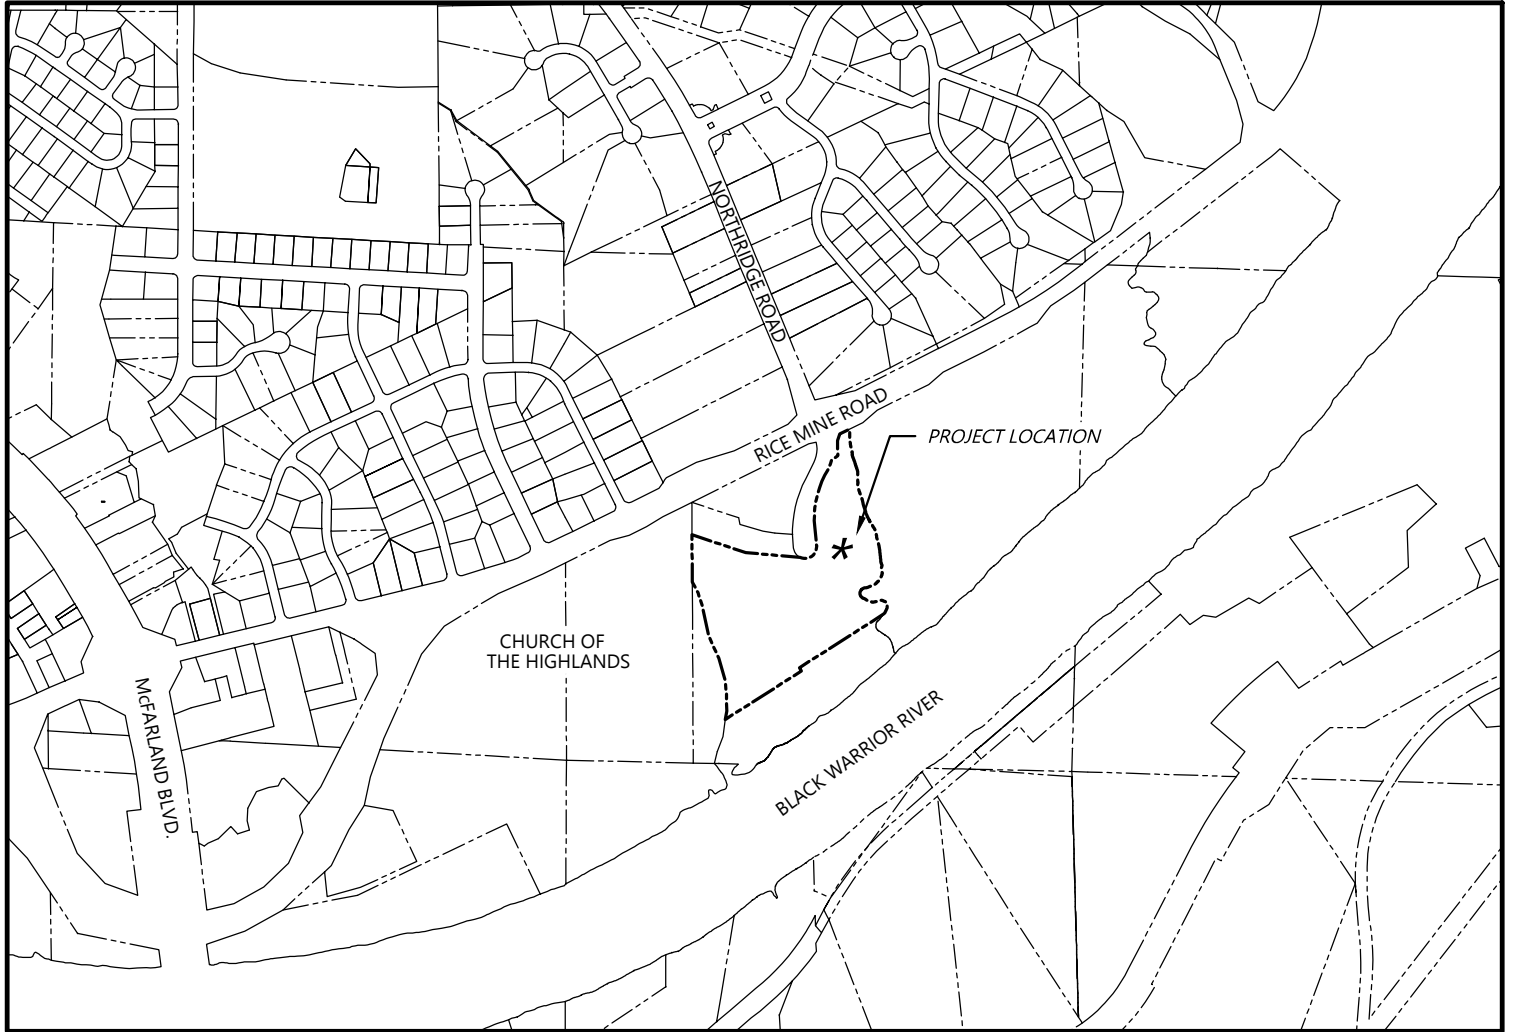 NORTHRIDGE ROAD
RICE MINE ROAD
PROJECT LOCATION
*
CHURCH OF
THE HIGHLANDS
McFARLAND BLVD.
BLACK WARRIOR RIVER